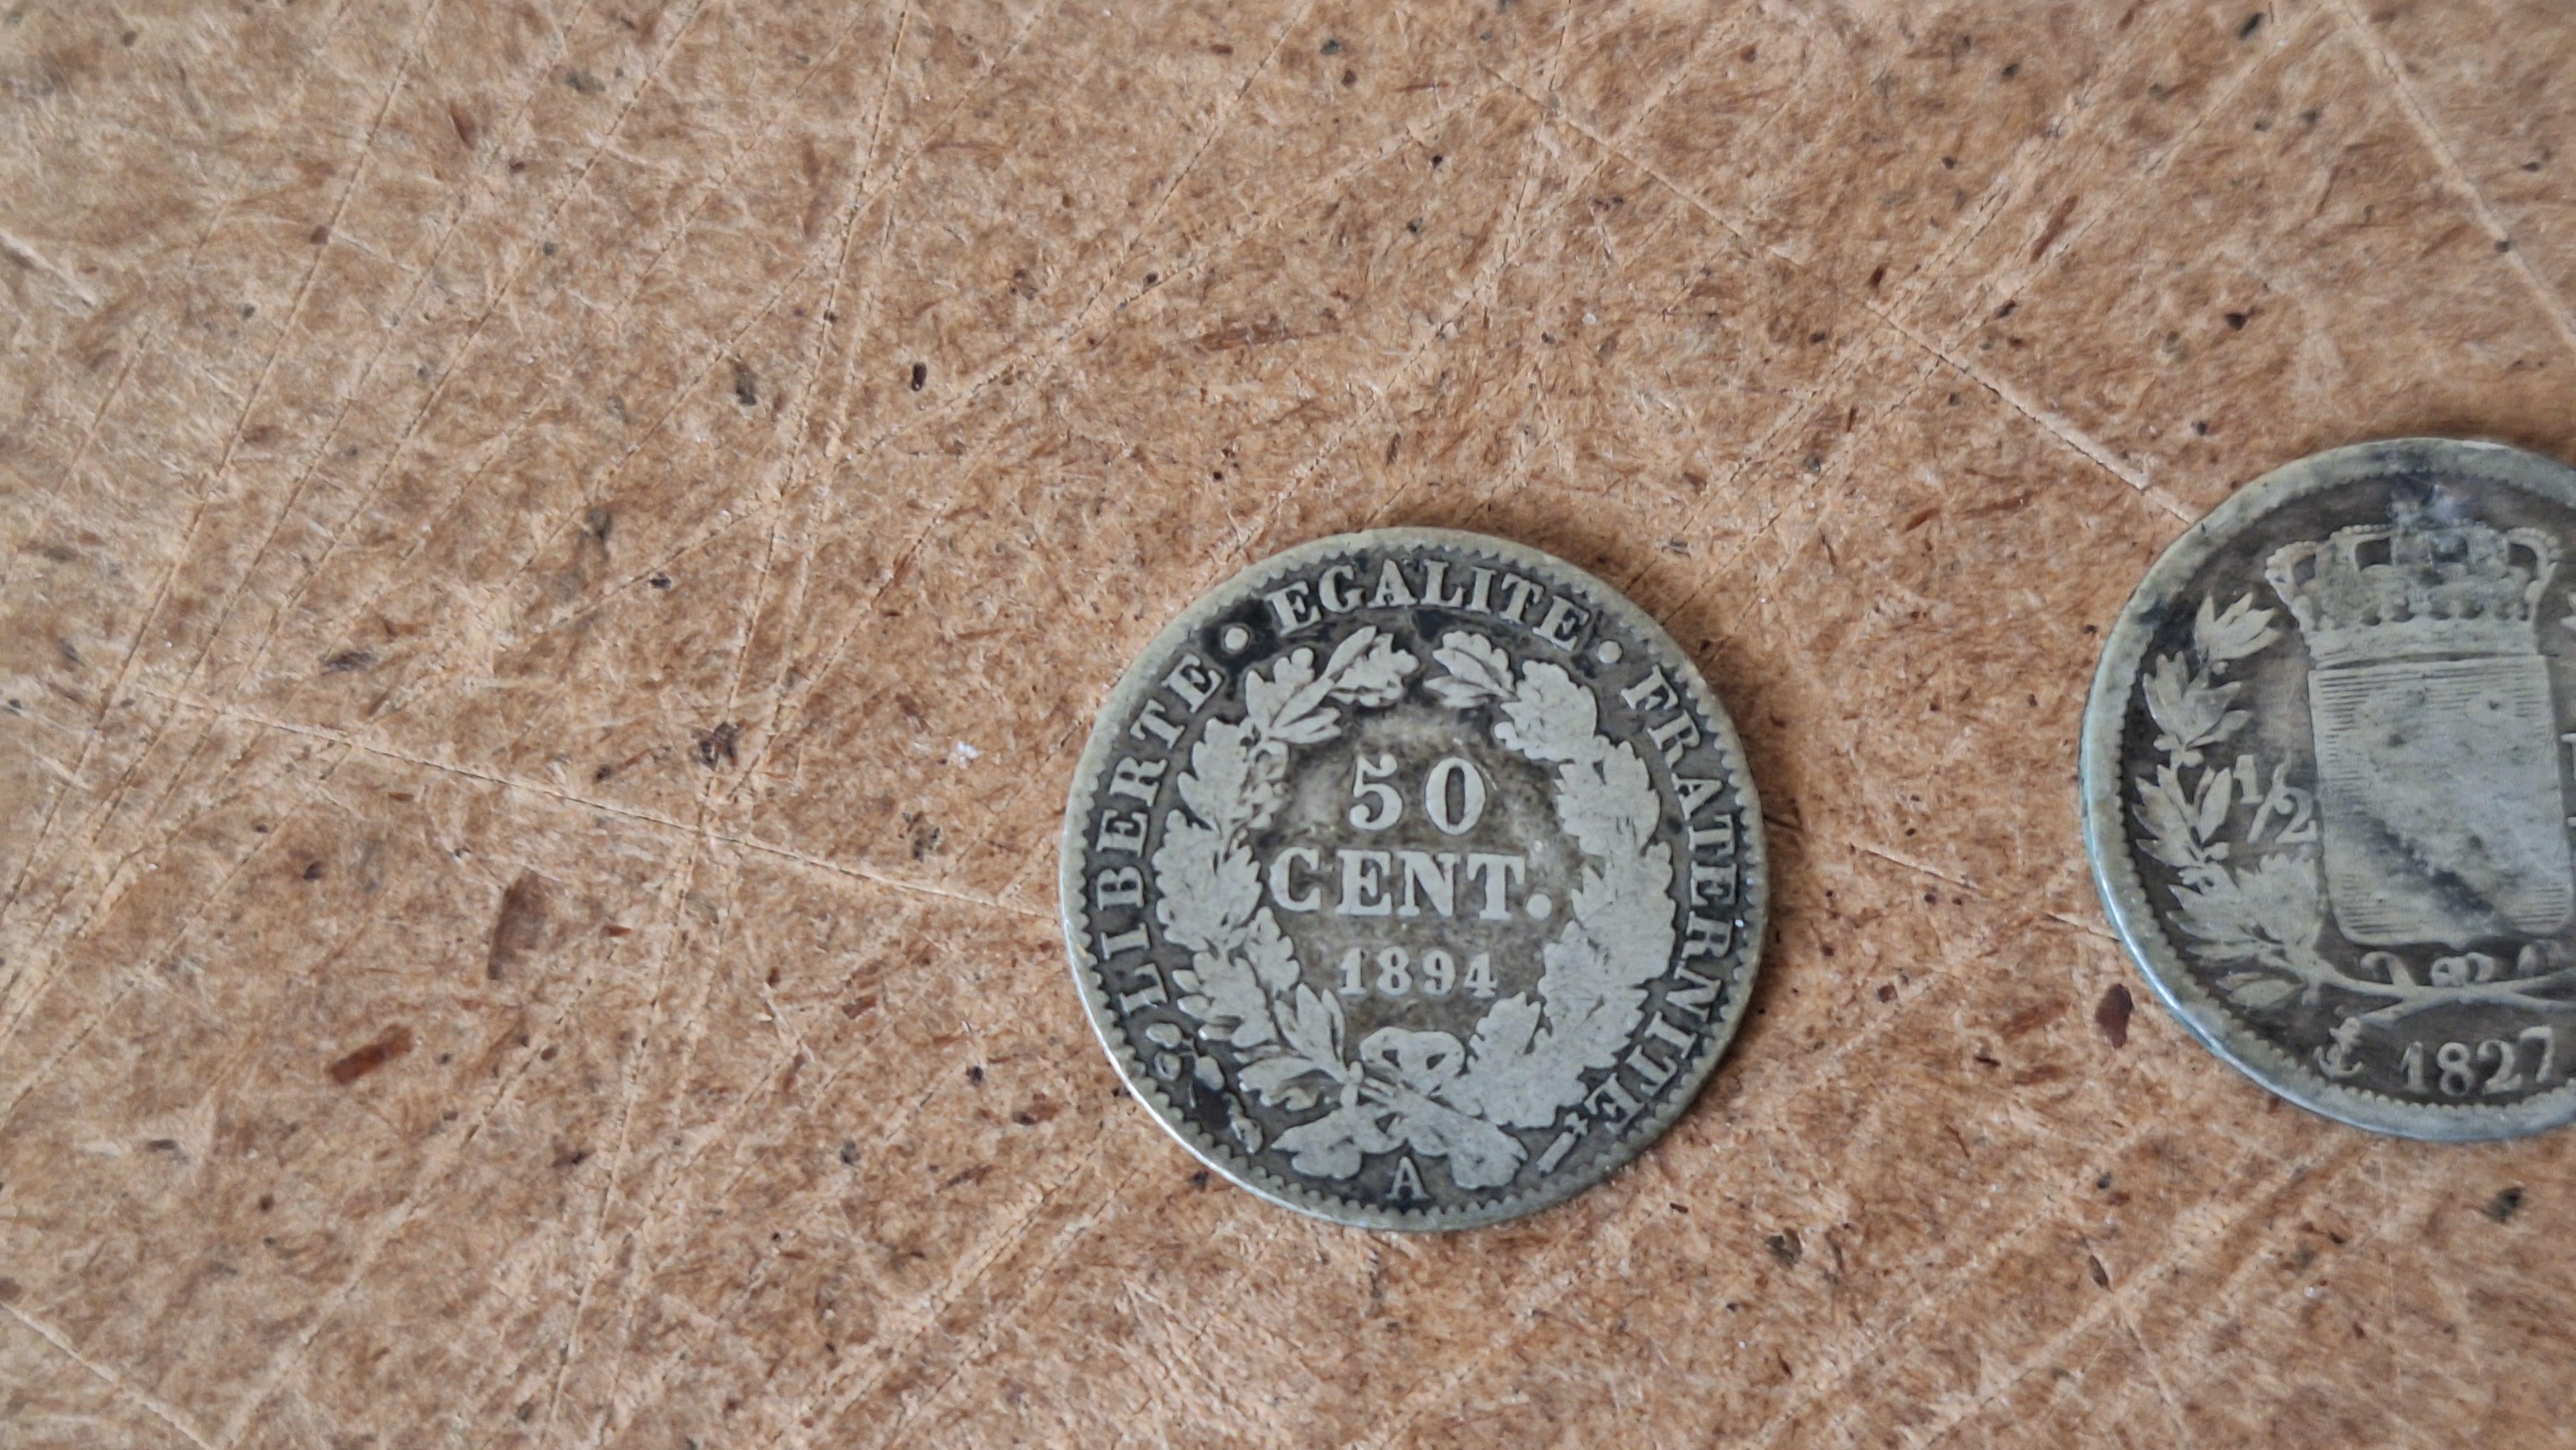 LIBERTE • EGALITE • FRATERNITE
50
CENT.
1894
A
1/2
1827